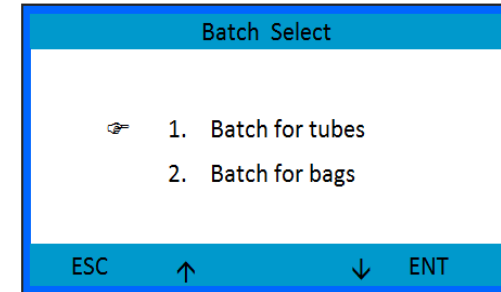 Batch Select
☞ 1. Batch for tubes
2. Batch for bags
ESC ↑ ↓ ENT